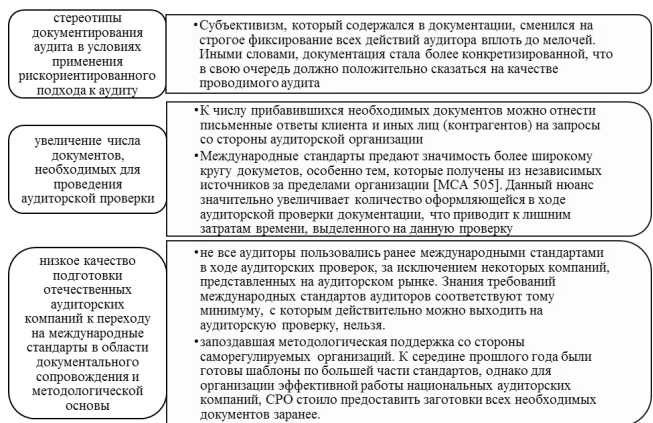 стереотипы
документирования
аудита в условиях
применения
рискориентированного
подхода к аудиту
•Субъективизм, который содержался в документации, сменился на
строгое фиксирование всех действий аудитора вплоть до мелочей.
Иными словами, документация стала более конкретизированной, что
в свою очередь должно положительно сказаться на качестве
проводимого аудита
увеличение числа
документов,
необходимых для
проведения
аудиторской проверки
•К числу прибавившихся необходимых документов можно отнести
письменные ответы клиента и иных лиц (контрагентов) на запросы
со стороны аудиторской организации
•Международные стандарты предают значимость более широкому
кругу докуметов, особенно тем, которые получены из независимых
источников за пределами организации [МСА 505]. Данный нюанс
значительно увеличивает количество оформляющейся в ходе
аудиторской проверки документации, что приводит к лишним
затратам времени, выделенного на данную проверку
низкое качество
подготовки
отечественных
аудиторских
компаний к переходу
на международные
стандарты в области
документального
сопровождения и
методологической
основы
•не все аудиторы пользовались ранее международными стандартами
в ходе аудиторских проверок, за исключением некоторых компаний,
представленных на аудиторском рынке. Знания требований
международных стандартов аудиторов соответствуют тому
минимуму, с которым действительно можно выходить на
аудиторскую проверку, нельзя.
•запоздавшая методологическая поддержка со стороны
саморегулируемых организаций. К середине прошлого года были
готовы шаблоны по большей части стандартов, однако для
организации эффективной работы национальных аудиторских
компаний, СРО стоило предоставить заготовки всех необходимых
документов заранее.